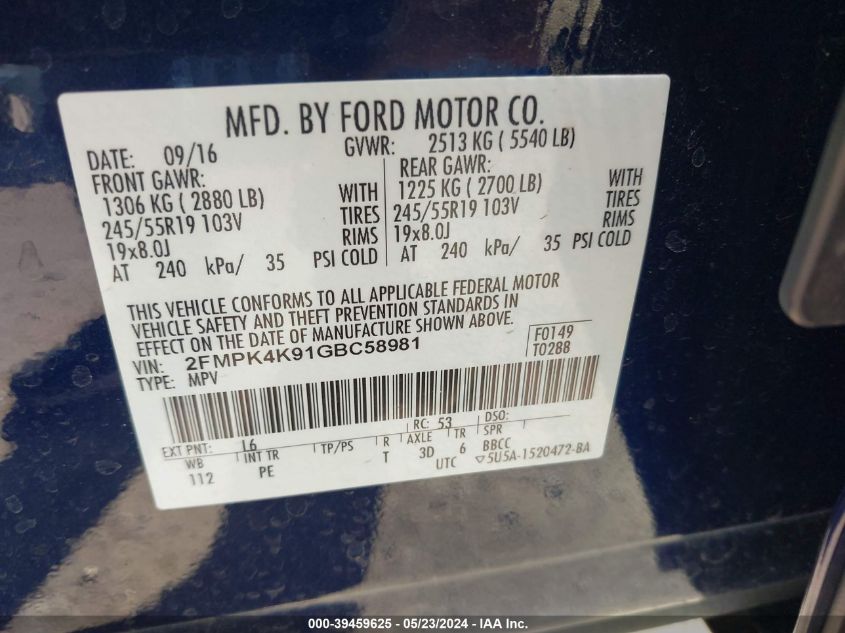 MFD. BY FORD MOTOR CO.
DATE: 09/16 GVWR: 2513 KG ( 5540 LB)
FRONT GAWR: REAR GAWR:
1306 KG ( 2880 LB) WITH 1225 KG ( 2700 LB) WITH
245/55R19 103V TIRES 245/55R19 103V TIRES
19x8.0J RIMS 19x8.0J RIMS
AT 240 kPa/ 35 PSI COLD AT 240 kPa/ 35 PSI COLD
THIS VEHICLE CONFORMS TO ALL APPLICABLE FEDERAL MOTOR
VEHICLE SAFETY AND THEFT PREVENTION STANDARDS IN
EFFECT ON THE DATE OF MANUFACTURE SHOWN ABOVE.
VIN: 2FMPK4K91GBC58981 F0149
TYPE: MPV T0288
EXT PNT: L6 RC: 53 DSO:
WB INT TR TP/PS R AXLE TR SPR
112 PE T 3D 6 BBCC
UTC ▽5U5A-1520472-BA
000-39459625 - 05/23/2024 - IAA Inc.